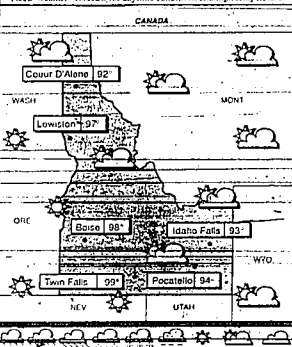 CANADA
Coeur D'Alene 92°
WASH
MONT
Lewiston 97°
ORE
Boise 98°
Idaho Falls 93°
WYO
Twin Falls 99°
Pocatello 94°
NEV
UTAH